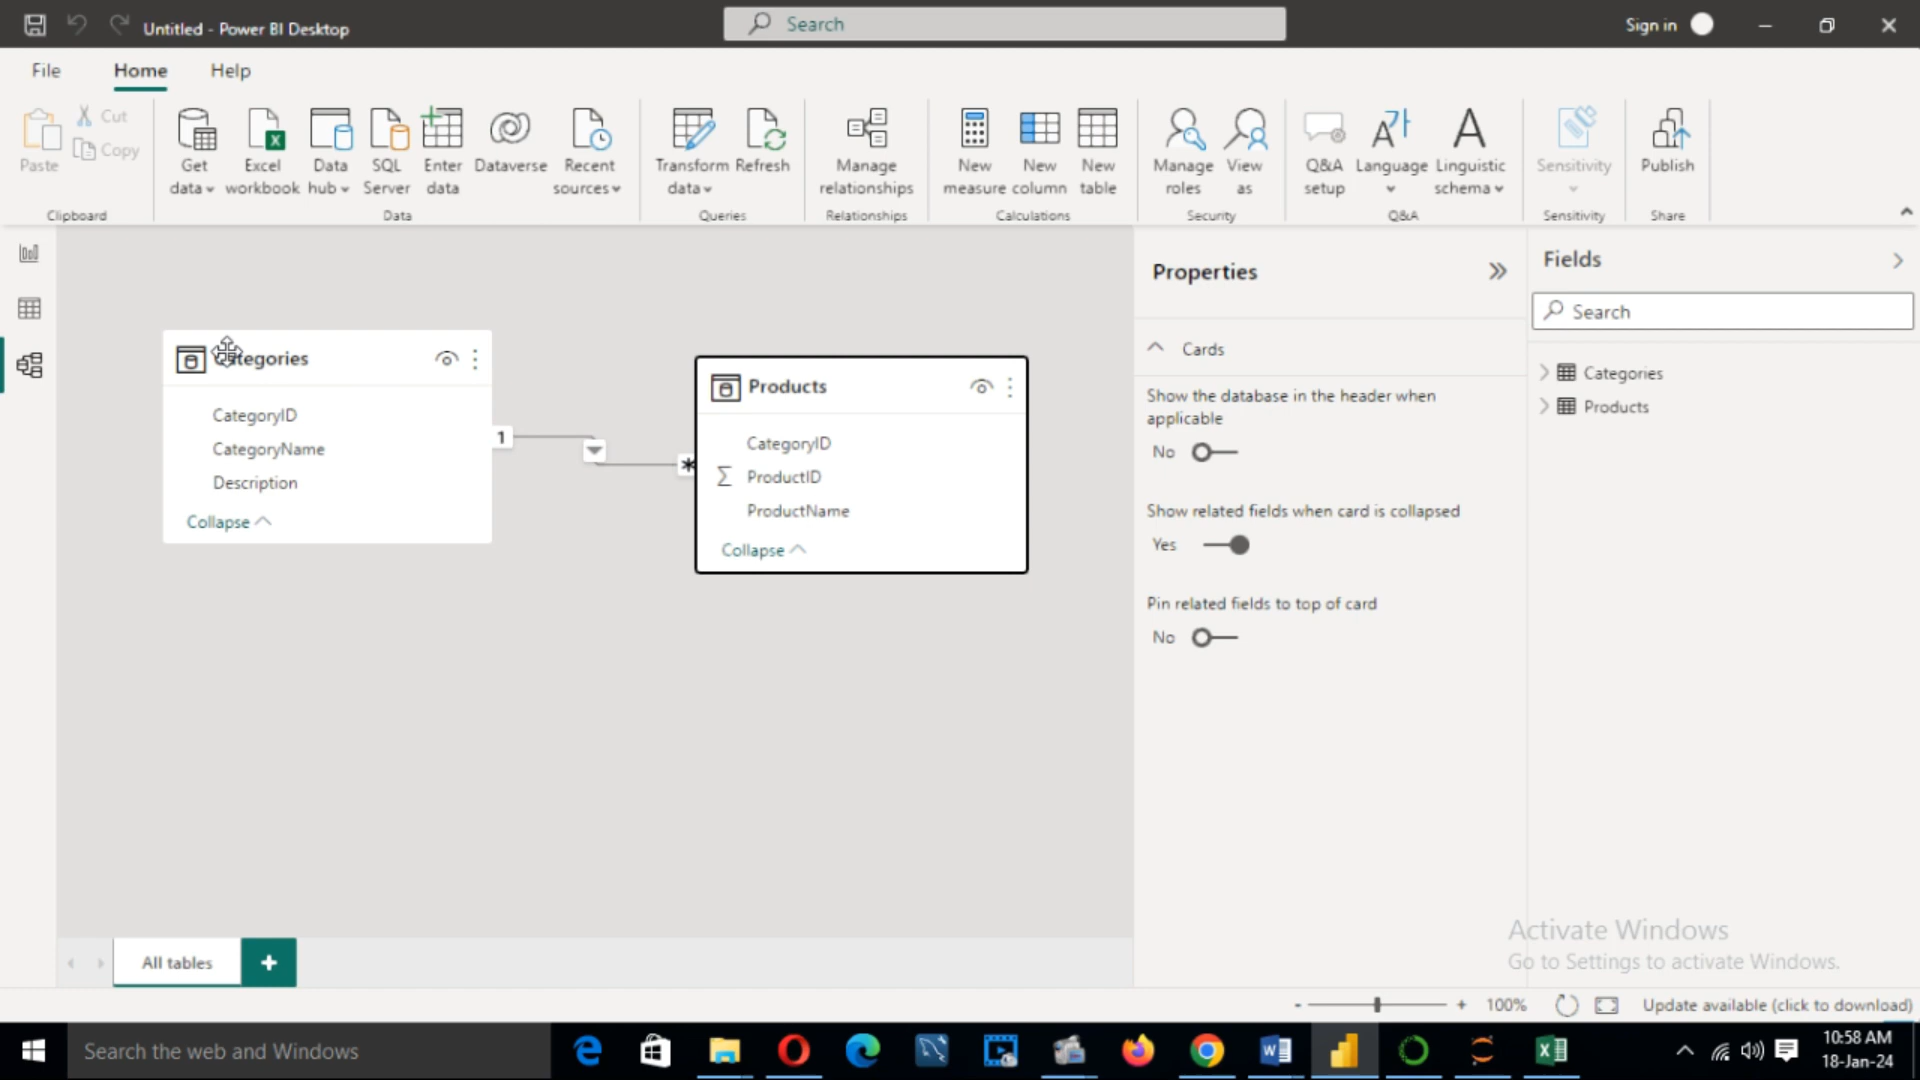 Untitled - Power BI Desktop
Search
Sign in
File
Home
Help
Paste
Cut
Copy
Clipboard
Get data
Excel workbook
Data hub
SQL Server
Enter data
Dataverse
Recent sources
Data
Transform data
Refresh
Queries
Manage relationships
Relationships
New measure
New column
New table
Calculations
Manage roles
View as
Security
Q&A setup
Language
Linguistic schema
Q&A
Sensitivity
Sensitivity
Publish
Share
Categories
CategoryID
CategoryName
Description
Collapse
1
*
Products
CategoryID
ProductID
ProductName
Collapse
Properties
Cards
Show the database in the header when
applicable
No
Show related fields when card is collapsed
Yes
Pin related fields to top of card
No
Fields
Search
Categories
Products
Activate Windows
Go to Settings to activate Windows.
All tables
+
- + 100%
Update available (click to download)
Search the web and Windows
10:58 AM
18-Jan-24